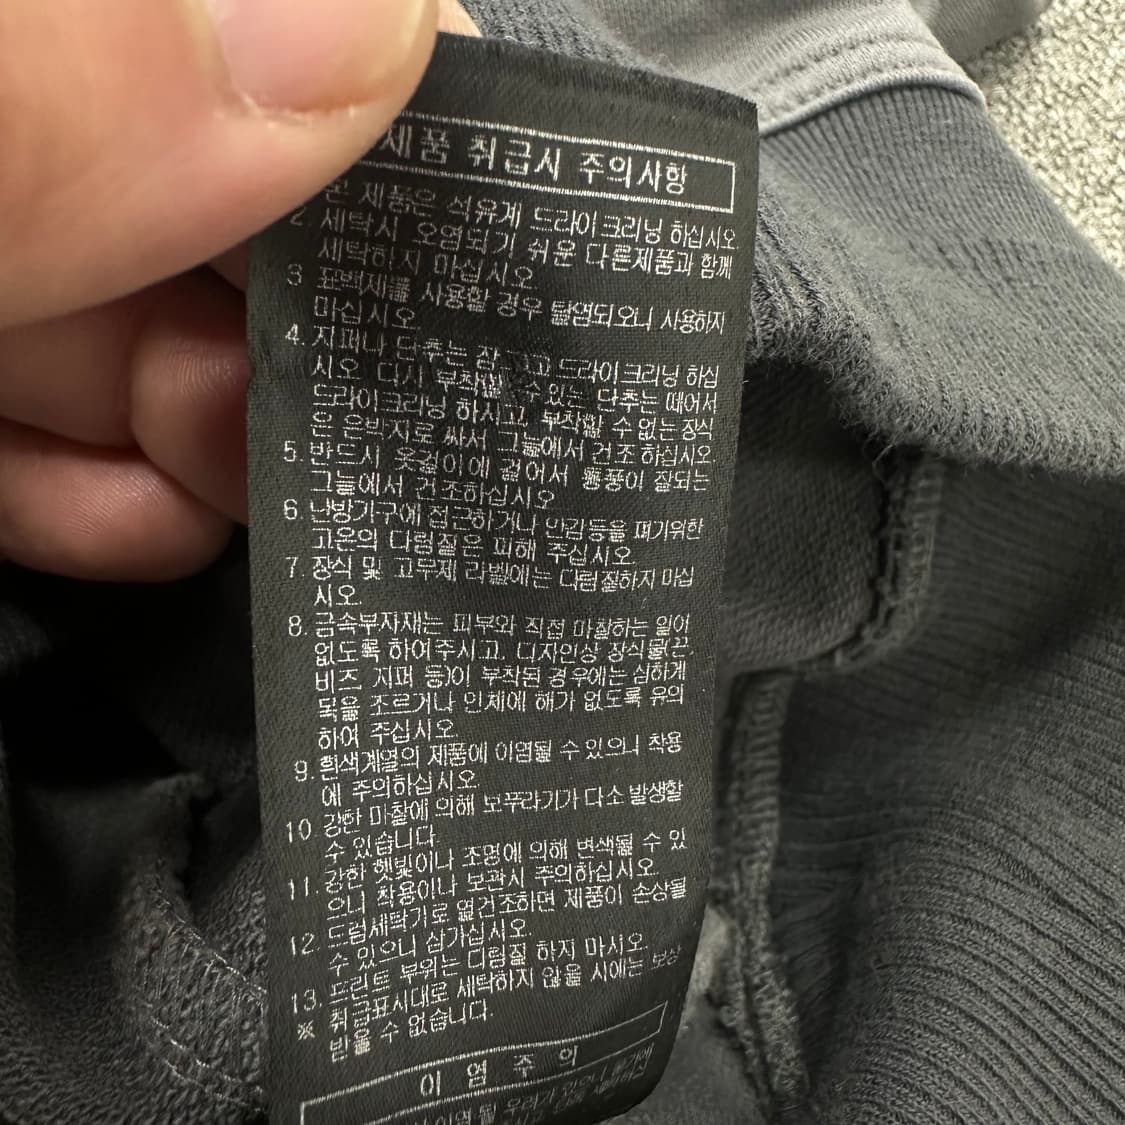 제품 취급시 주의사항
본 제품은 석유계 드라이크리닝 하십시오
2 세탁시 오염되기 쉬운 다른제품과 함께
세탁하지 마십시오
3 표백제를 사용할 경우 탈염되오니 사용하지
마십시오
4. 지퍼나 단추는 잠그고 드라이크리닝 하십
시오. 다시 부착할 수 있는 단추는 떼어서
드라이크리닝 하시고, 부착할 수 없는 장식
은 은박지로 싸서 그늘에서 건조 하십시오.
5. 반드시 옷걸이에 걸어서 통풍이 잘되는
그늘에서 건조하십시오
6. 난방기구에 접근하거나 안감등을 펴기위한
고온의 다림질은 피해 주십시오.
7. 장식 및 고무제 라벨에는 다림질하지 마십
시오.
8. 금속부자재는 피부와 직접 마찰하는 일이
없도록 하여주시고, 디자인상 장식물(끈,
비즈 지퍼 등)이 부착된 경우에는 심하게
목을 조르거나 인체에 해가 없도록 유의
하여 주십시오.
9. 흰색계열의 제품에 이염될 수 있으니 착용
에 주의하십시오.
10 강한 마찰에 의해 보푸라기가 다소 발생할
수 있습니다.
11. 강한 햇빛이나 조명에 의해 변색될 수 있
으니 착용이나 보관시 주의하십시오.
12. 드럼세탁기로 열건조하면 제품이 손상될
수 있으니 삼가십시오.
13. 프린트 부위는 다림질 하지 마시오.
※ 취급표시대로 세탁하지 않을 시에는 보상
받을 수 없습니다.
이 염 주 의